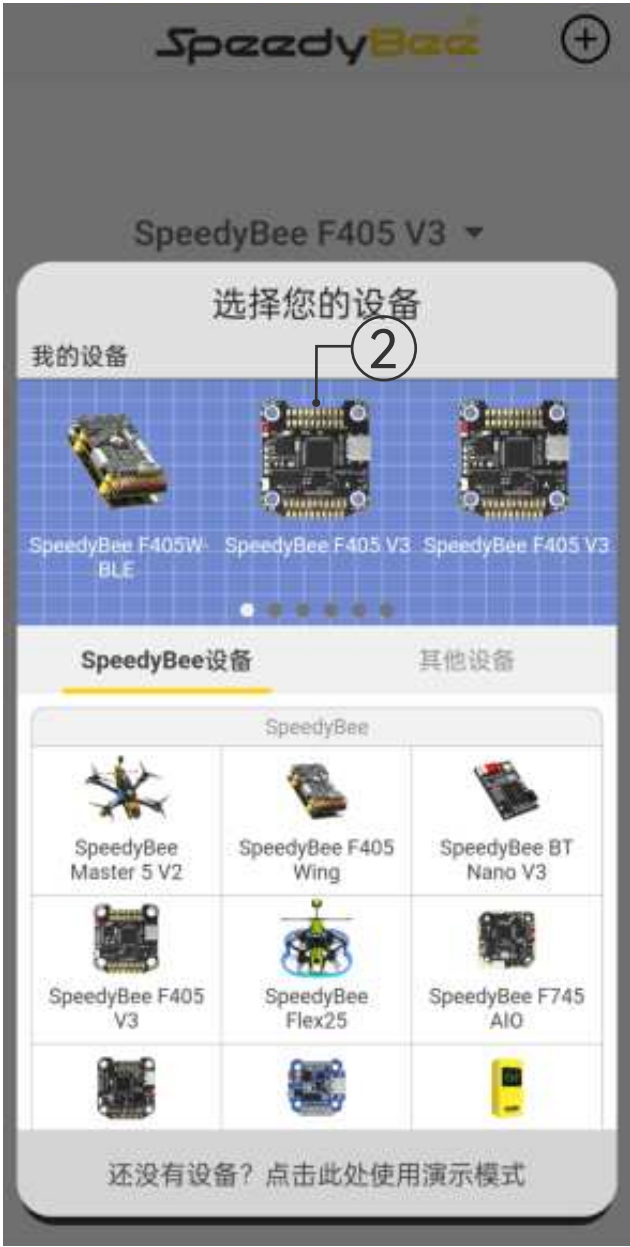 SpeedyBee
SpeedyBee F405 V3
选择您的设备
②
我的设备
SpeedyBee F405W-
BLE
SpeedyBee F405 V3
SpeedyBee F405 V3
SpeedyBee设备
其他设备
SpeedyBee
SpeedyBee
Master 5 V2
SpeedyBee F405
Wing
SpeedyBee BT
Nano V3
SpeedyBee F405
V3
SpeedyBee
Flex25
SpeedyBee F745
AIO
还没有设备？点击此处使用演示模式